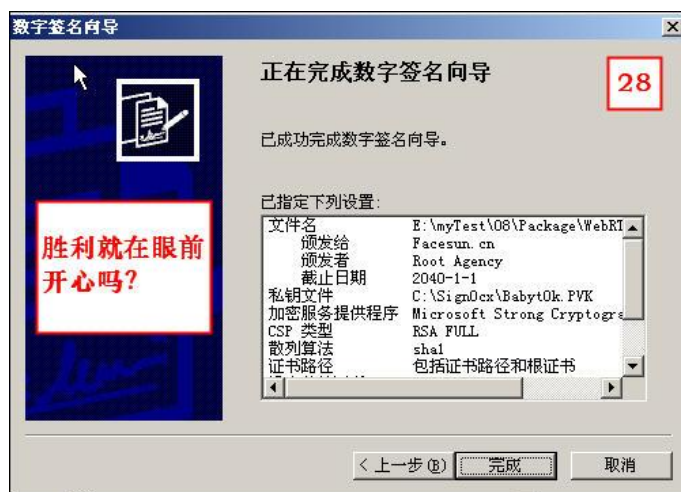 数字签名向导
正在完成数字签名向导
28
已成功完成数字签名向导。
已指定下列设置:
文件名 E:\myTest\08\Package\WebRT
颁发给 Facesun.cn
颁发者 Root Agency
截止日期 2040-1-1
私钥文件 C:\SignOcx\BabytOk.PVK
加密服务提供程序 Microsoft Strong Cryptogra
CSP 类型 RSA FULL
散列算法 sha1
证书路径 包括证书路径和根证书
胜利就在眼前
开心吗?
< 上一步(B) 完成 取消